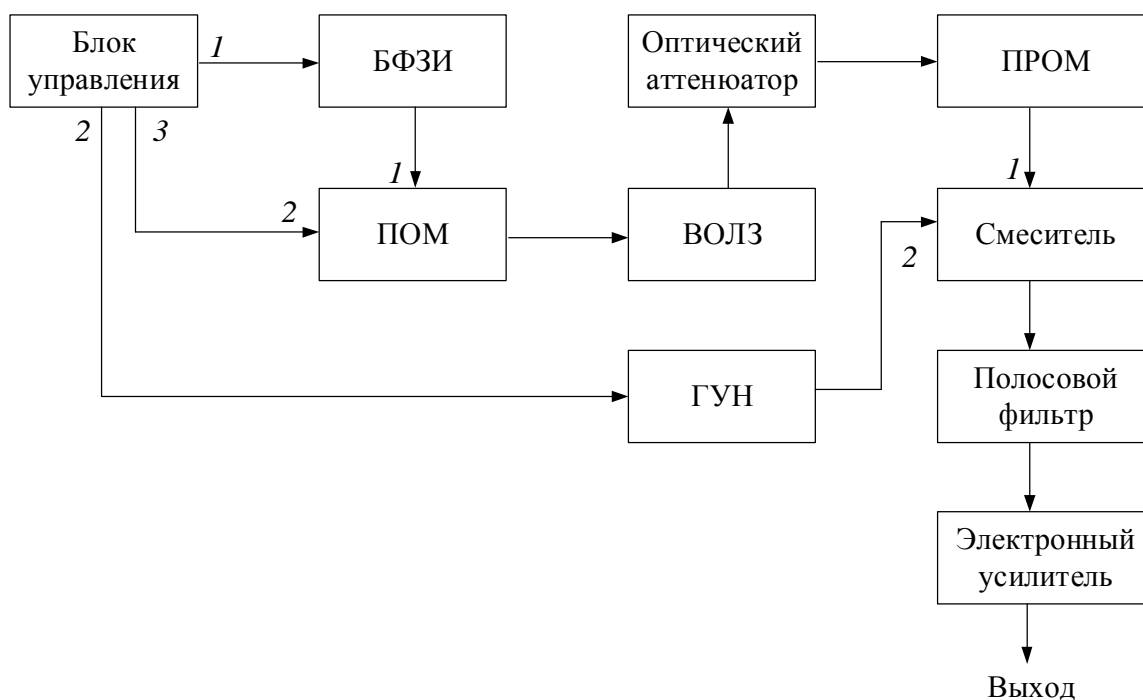 Блок
управления
1
БФЗИ
Оптический
аттенюатор
ПРОМ
2
3
1
1
2
ПОМ
ВОЛЗ
2
Смеситель
ГУН
Полосовой
фильтр
Электронный
усилитель
Выход